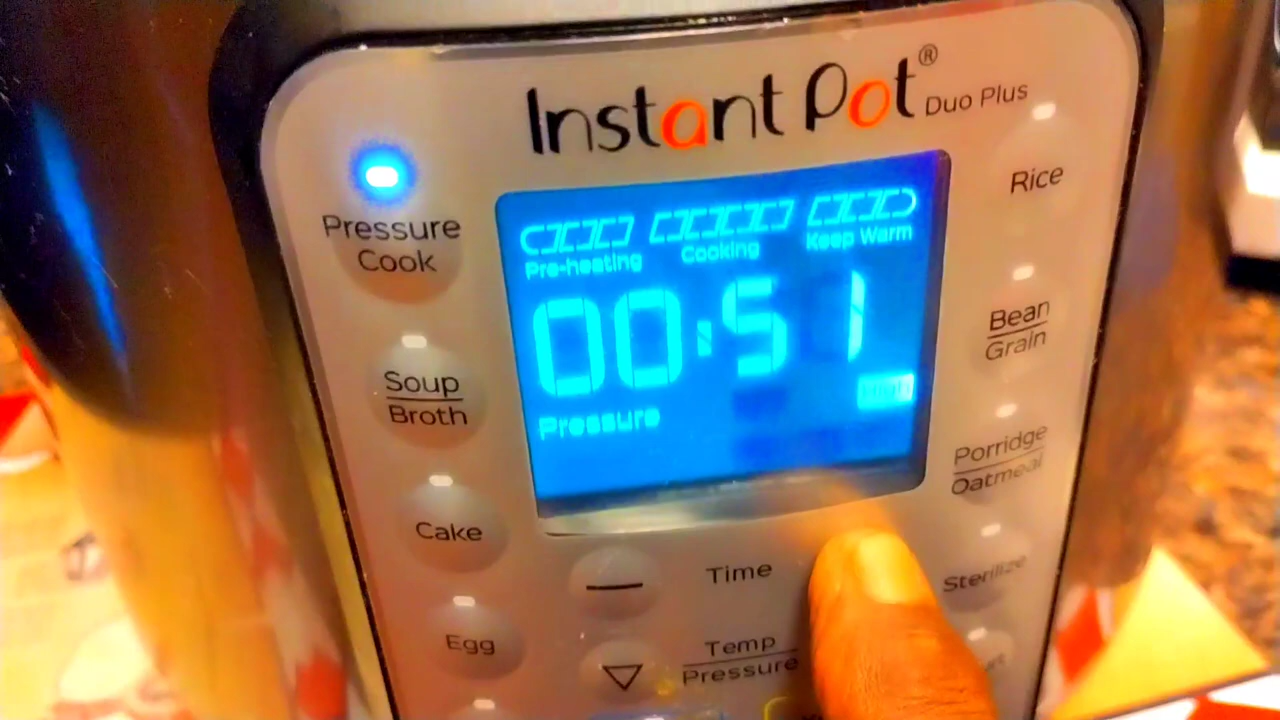 Instant Pot® Duo Plus
Pressure
Cook
Soup
Broth
Cake
Egg
Pre-heating
Cooking
Keep Warm
00:51
High
Pressure
Rice
Bean
Grain
Porridge
Oatmeal
Sterilize
Time
Temp
Pressure